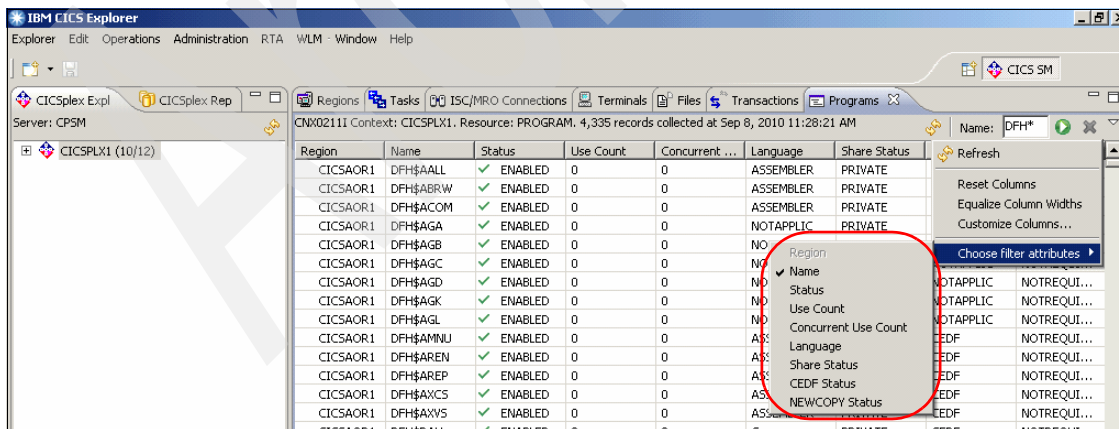 IBM CICS Explorer
Explorer Edit Operations Administration RTA WLM - Window Help
CICS SM
CICSplex Expl CICSplex Rep Regions Tasks ISC/MRO Connections Terminals Files Transactions Programs
Server: CPSM CNX0211I Context: CICSPLX1. Resource: PROGRAM. 4,335 records collected at Sep 8, 2010 11:28:21 AM Name: DFH*
CICSPLX1 (10/12)
Region Name Status Use Count Concurrent ... Language Share Status
CICSAOR1 DFH$AALL ENABLED 0 0 ASSEMBLER PRIVATE
CICSAOR1 DFH$ABRW ENABLED 0 0 ASSEMBLER PRIVATE
CICSAOR1 DFH$ACOM ENABLED 0 0 ASSEMBLER PRIVATE
CICSAOR1 DFH$AGA ENABLED 0 0 NOTAPPLIC PRIVATE
CICSAOR1 DFH$AGB ENABLED 0 0 NO
CICSAOR1 DFH$AGC ENABLED 0 0 NO
CICSAOR1 DFH$AGD ENABLED 0 0 NO NOTAPPLIC NOTREQUI...
CICSAOR1 DFH$AGK ENABLED 0 0 NO NOTAPPLIC NOTREQUI...
CICSAOR1 DFH$AGL ENABLED 0 0 NO NOTAPPLIC NOTREQUI...
CICSAOR1 DFH$AMNU ENABLED 0 0 ASS CEDF NOTREQUI...
CICSAOR1 DFH$AREN ENABLED 0 0 ASS CEDF NOTREQUI...
CICSAOR1 DFH$AREP ENABLED 0 0 ASS CEDF NOTREQUI...
CICSAOR1 DFH$AXCS ENABLED 0 0 ASS CEDF NOTREQUI...
CICSAOR1 DFH$AXVS ENABLED 0 0 CEDF NOTREQUI...
Refresh
Reset Columns
Equalize Column Widths
Customize Columns...
Choose filter attributes
Region
Name
Status
Use Count
Concurrent Use Count
Language
Share Status
CEDF Status
NEWCOPY Status